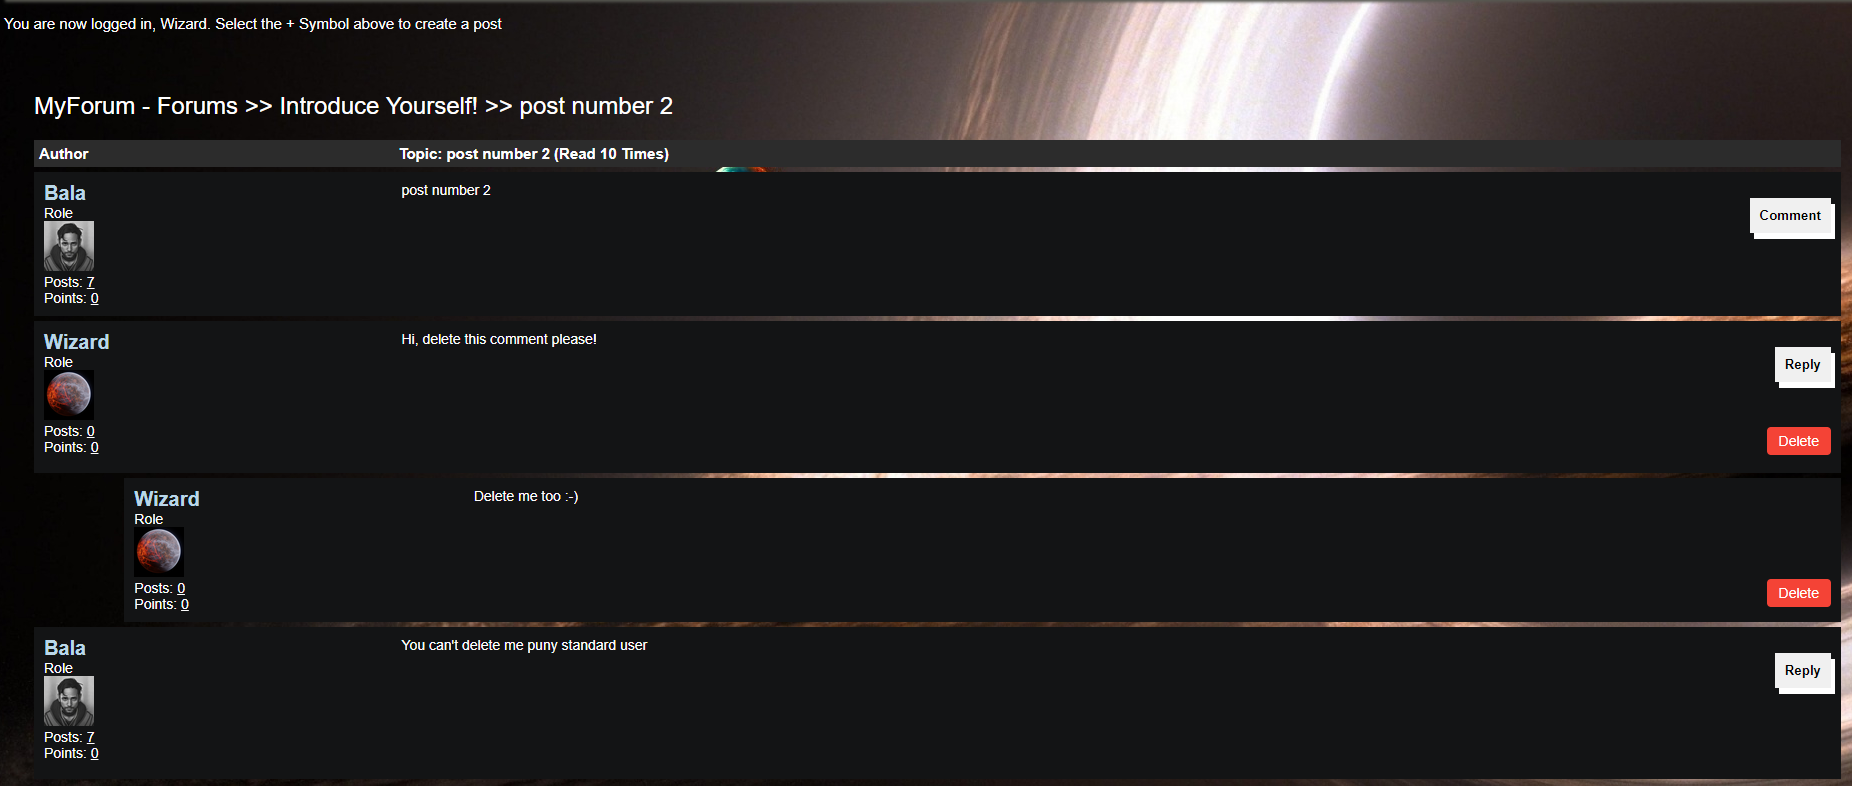 You are now logged in, Wizard. Select the + Symbol above to create a post
MyForum - Forums >> Introduce Yourself! >> post number 2
Author
Topic: post number 2 (Read 10 Times)
Bala
Role
Posts: 7
Points: 0
post number 2
Comment
Wizard
Role
Posts: 0
Points: 0
Hi, delete this comment please!
Reply
Delete
Wizard
Role
Posts: 0
Points: 0
Delete me too :-)
Delete
Bala
Role
Posts: 7
Points: 0
You can't delete me puny standard user
Reply